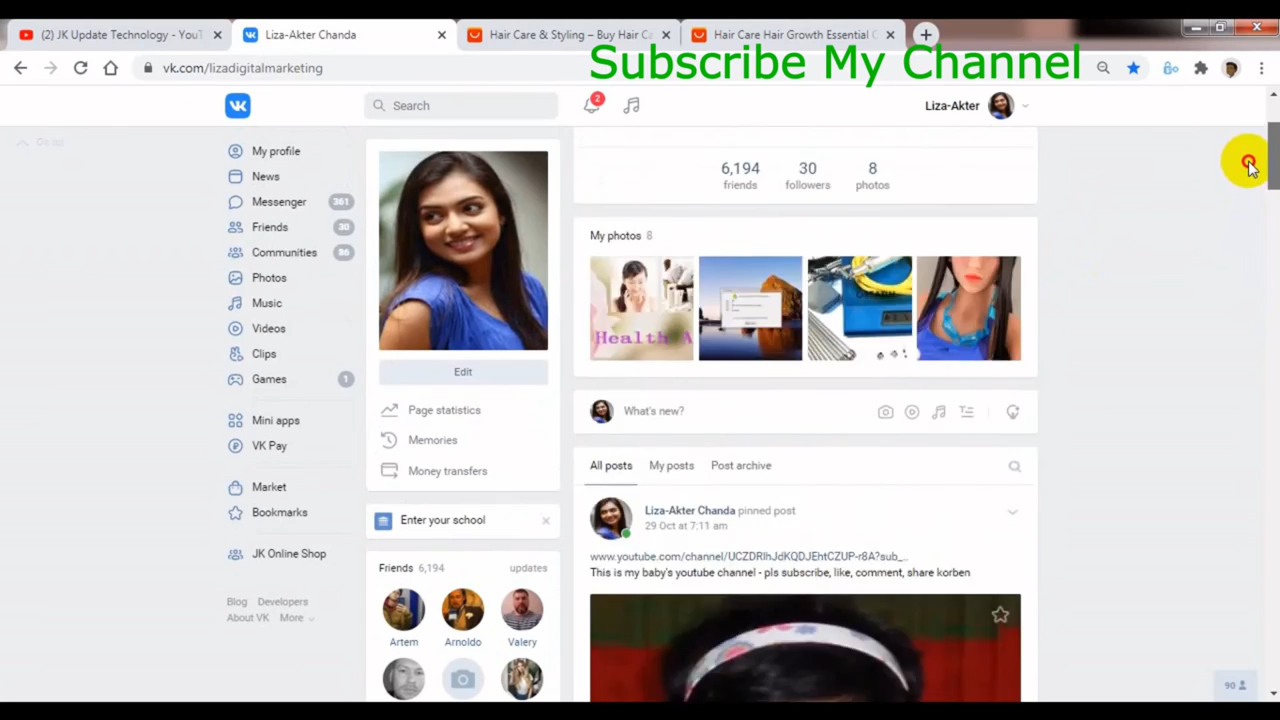 (2) JK Update Technology - YouT
Liza-Akter Chanda
Hair Care & Styling – Buy Hair Ca
Hair Care Hair Growth Essential O
vk.com/lizadigitalmarketing
Subscribe My Channel
Search
2
Liza-Akter
Go up
My profile
News
Messenger 361
Friends 30
Communities 86
Photos
Music
Videos
Clips
Games 1
Mini apps
VK Pay
Market
Bookmarks
JK Online Shop
Blog Developers
About VK More
Edit
Page statistics
Memories
Money transfers
Enter your school
Friends 6,194 updates
Artem Arnoldo Valery
6,194 30 8
friends followers photos
My photos 8
Health A
What's new?
All posts My posts Post archive
Liza-Akter Chanda pinned post
29 Oct at 7:11 am
www.youtube.com/channel/UCZDRIhJdKQDJEhtCZUP-r8A?sub_..
This is my baby's youtube channel - pls subscribe, like, comment, share korben
90